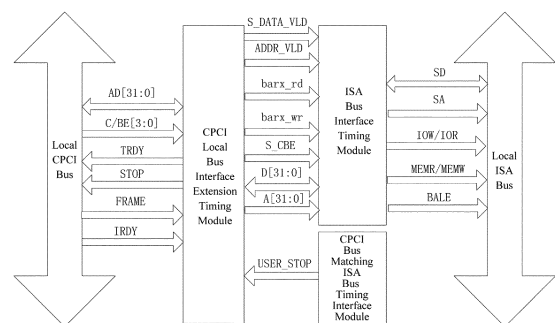 Local
CPCI
Bus
AD[31:0]
C/BE[3:0]
TRDY
STOP
FRAME
IRDY
CPCI
Local
Bus
Interface
Extension
Timing
Module
S_DATA_VLD
ADDR_VLD
barx_rd
barx_wr
S_CBE
D[31:0]
A[31:0]
USER_STOP
ISA
Bus
Interface
Timing
Module
CPCI
Bus
Matching
ISA
Bus
Timing
Interface
Module
SD
SA
IOW/IOR
MEMR/MEMW
BALE
Local
ISA
Bus